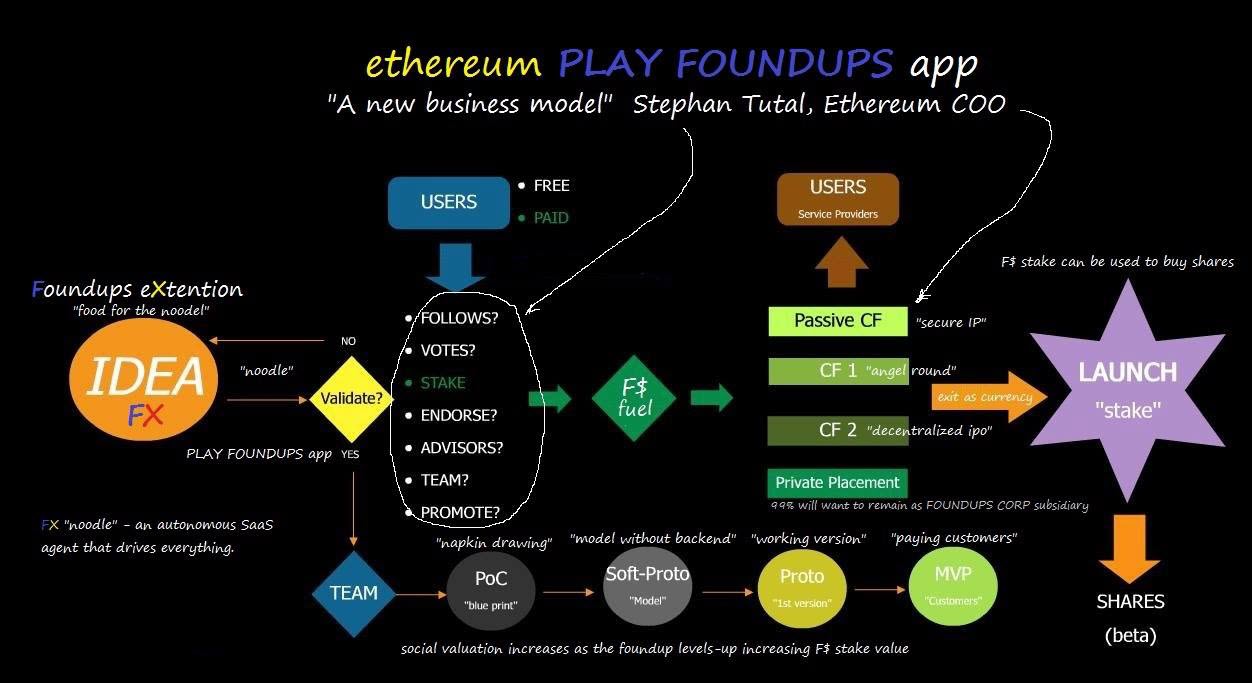 ethereum PLAY FOUNDUPS app
"A new business model" Stephan Tutal, Ethereum COO
USERS
FREE
PAID
USERS
Service Providers
F$ stake can be used to buy shares
Foundups eXtention
"food for the noodel"
IDEA
FX
"noodle"
NO
Validate?
YES
PLAY FOUNDUPS app
FOLLOWS?
VOTES?
STAKE
ENDORSE?
ADVISORS?
TEAM?
PROMOTE?
F$
fuel
Passive CF "secure IP"
CF 1 "angel round"
CF 2 "decentralized ipo"
Private Placement
99% will want to remain as FOUNDUPS CORP subsidiary
exit as currency
LAUNCH
"stake"
SHARES
(beta)
FX "noodle" - an autonomous SaaS
agent that drives everything.
TEAM
"napkin drawing"
PoC
"blue print"
"model without backend"
Soft-Proto
"Model"
"working version"
Proto
"1st version"
"paying customers"
MVP
"Customers"
social valuation increases as the foundup levels-up increasing F$ stake value